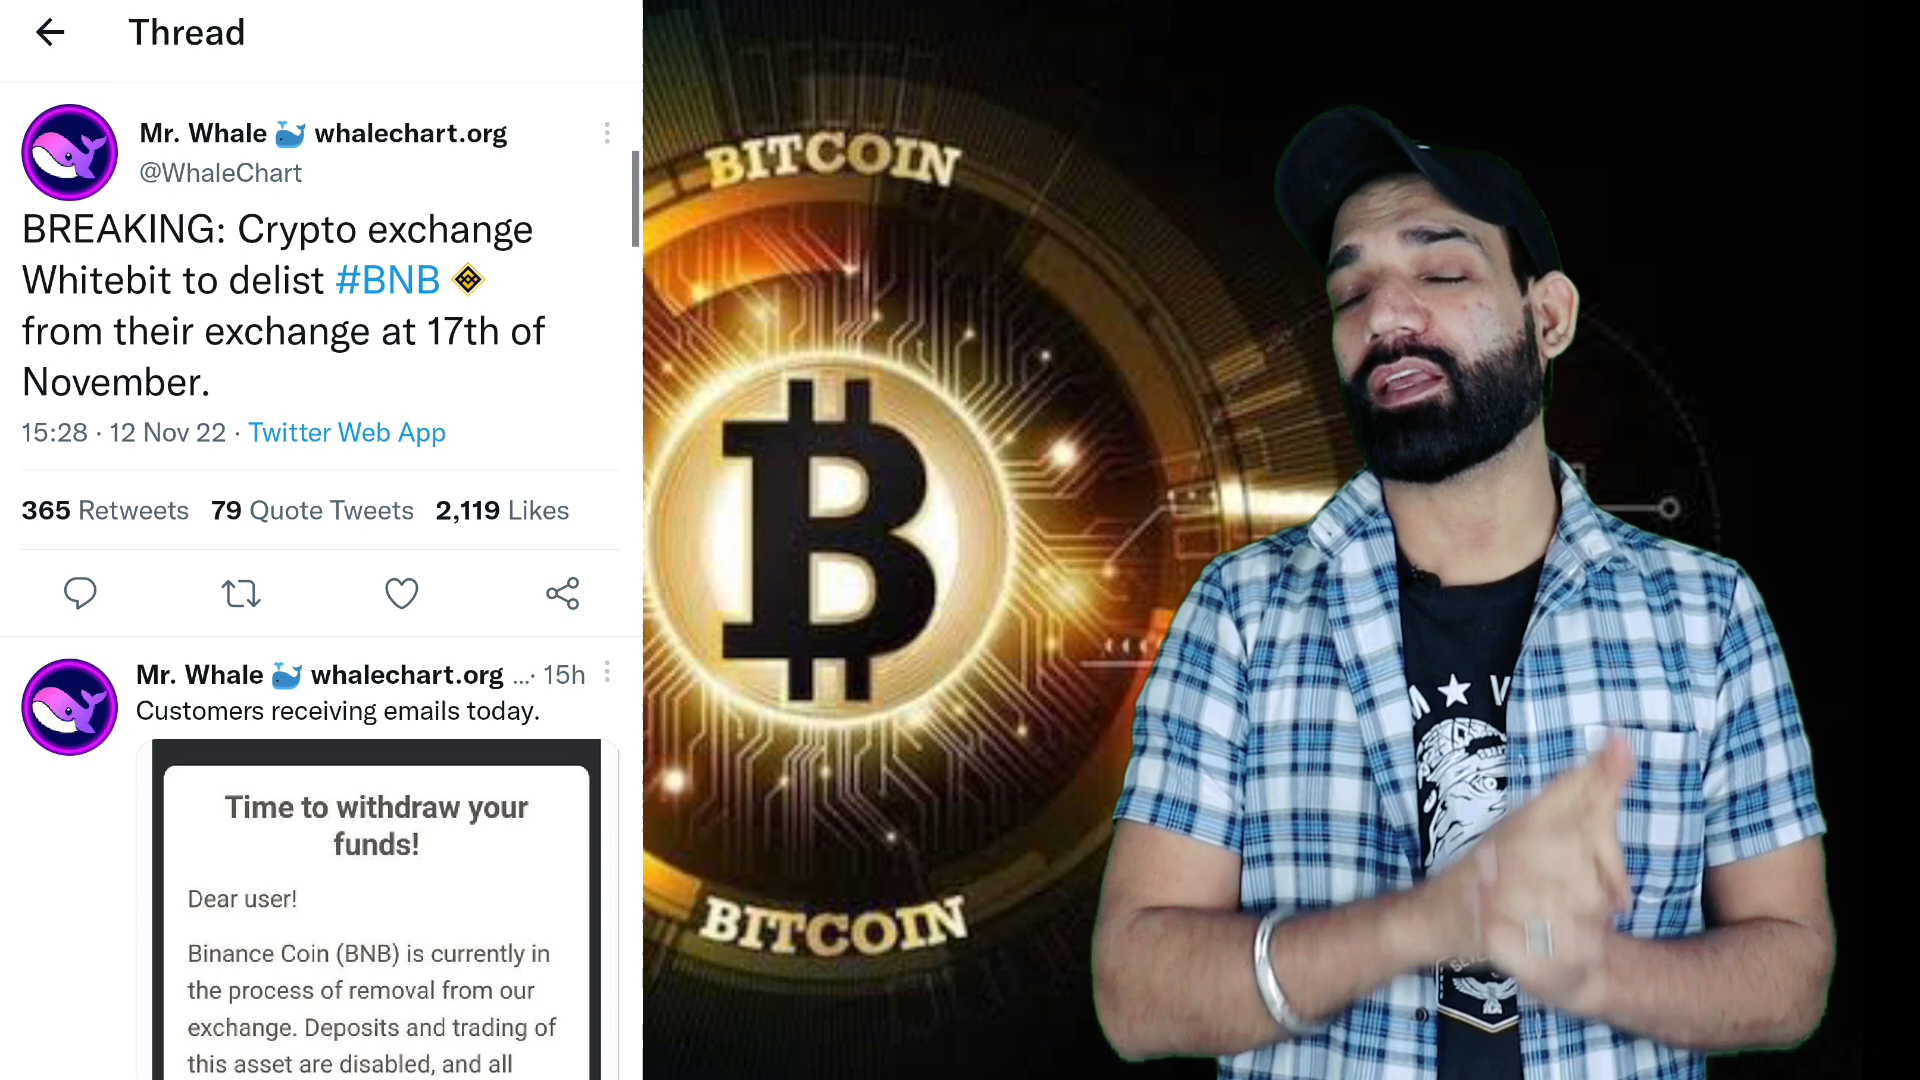 Thread
Mr. Whale 🐳 whalechart.org
@WhaleChart
BREAKING: Crypto exchange
Whitebit to delist #BNB
from their exchange at 17th of
November.
15:28 · 12 Nov 22 · Twitter Web App
365 Retweets 79 Quote Tweets 2,119 Likes
Mr. Whale 🐳 whalechart.org ...· 15h
Customers receiving emails today.
Time to withdraw your
funds!
Dear user!
Binance Coin (BNB) is currently in
the process of removal from our
exchange. Deposits and trading of
this asset are disabled, and all
BITCOIN
BITCOIN